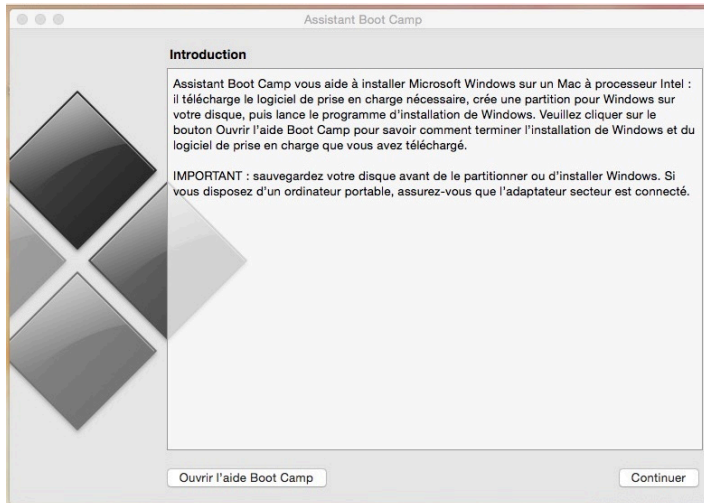 Assistant Boot Camp
Introduction
Assistant Boot Camp vous aide à installer Microsoft Windows sur un Mac à processeur Intel :
il télécharge le logiciel de prise en charge nécessaire, crée une partition pour Windows sur
votre disque, puis lance le programme d’installation de Windows. Veuillez cliquer sur le
bouton Ouvrir l’aide Boot Camp pour savoir comment terminer l’installation de Windows et du
logiciel de prise en charge que vous avez téléchargé.
IMPORTANT : sauvegardez votre disque avant de le partitionner ou d’installer Windows. Si
vous disposez d’un ordinateur portable, assurez-vous que l’adaptateur secteur est connecté.
Ouvrir l’aide Boot Camp
Continuer